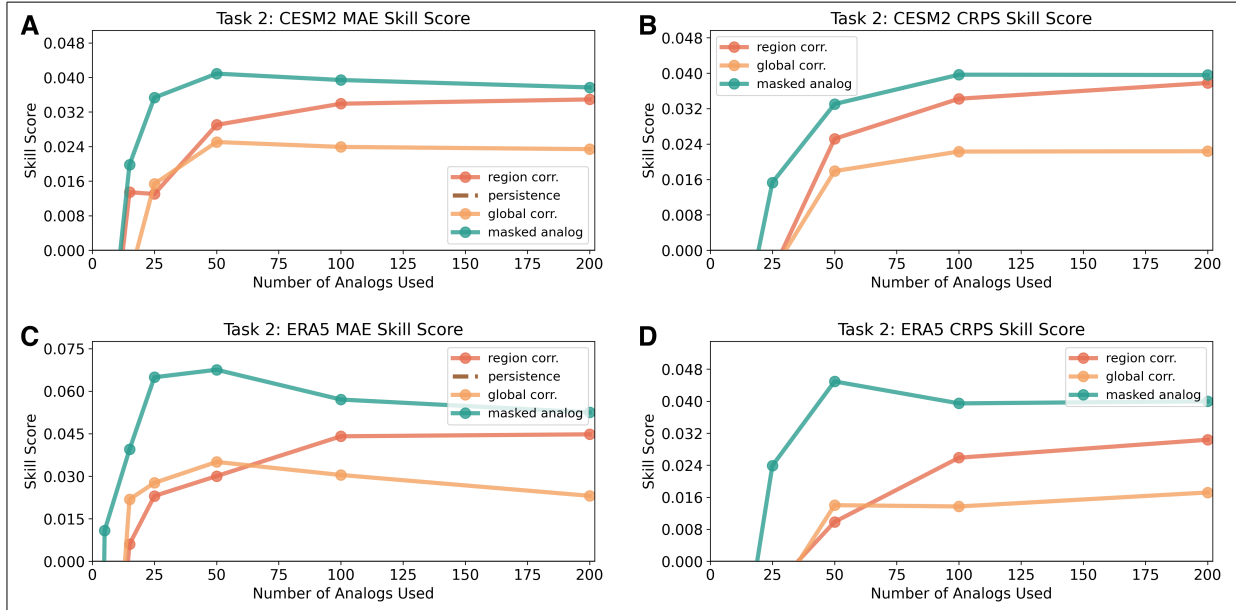 A
Task 2: CESM2 MAE Skill Score
0.048
0.040
0.032
0.024
0.016
0.008
0.000
Skill Score
region corr.
persistence
global corr.
masked analog
0 25 50 75 100 125 150 175 200
Number of Analogs Used
B
Task 2: CESM2 CRPS Skill Score
0.048
0.040
0.032
0.024
0.016
0.008
0.000
Skill Score
region corr.
global corr.
masked analog
0 25 50 75 100 125 150 175 200
Number of Analogs Used
C
Task 2: ERA5 MAE Skill Score
0.075
0.060
0.045
0.030
0.015
0.000
Skill Score
region corr.
persistence
global corr.
masked analog
0 25 50 75 100 125 150 175 200
Number of Analogs Used
D
Task 2: ERA5 CRPS Skill Score
0.048
0.040
0.032
0.024
0.016
0.008
0.000
Skill Score
region corr.
global corr.
masked analog
0 25 50 75 100 125 150 175 200
Number of Analogs Used